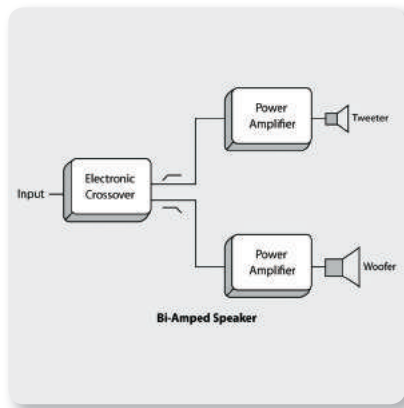 Power
Amplifier
Tweeter
Electronic
Crossover
Input
Power
Amplifier
Woofer
Bi-Amped Speaker